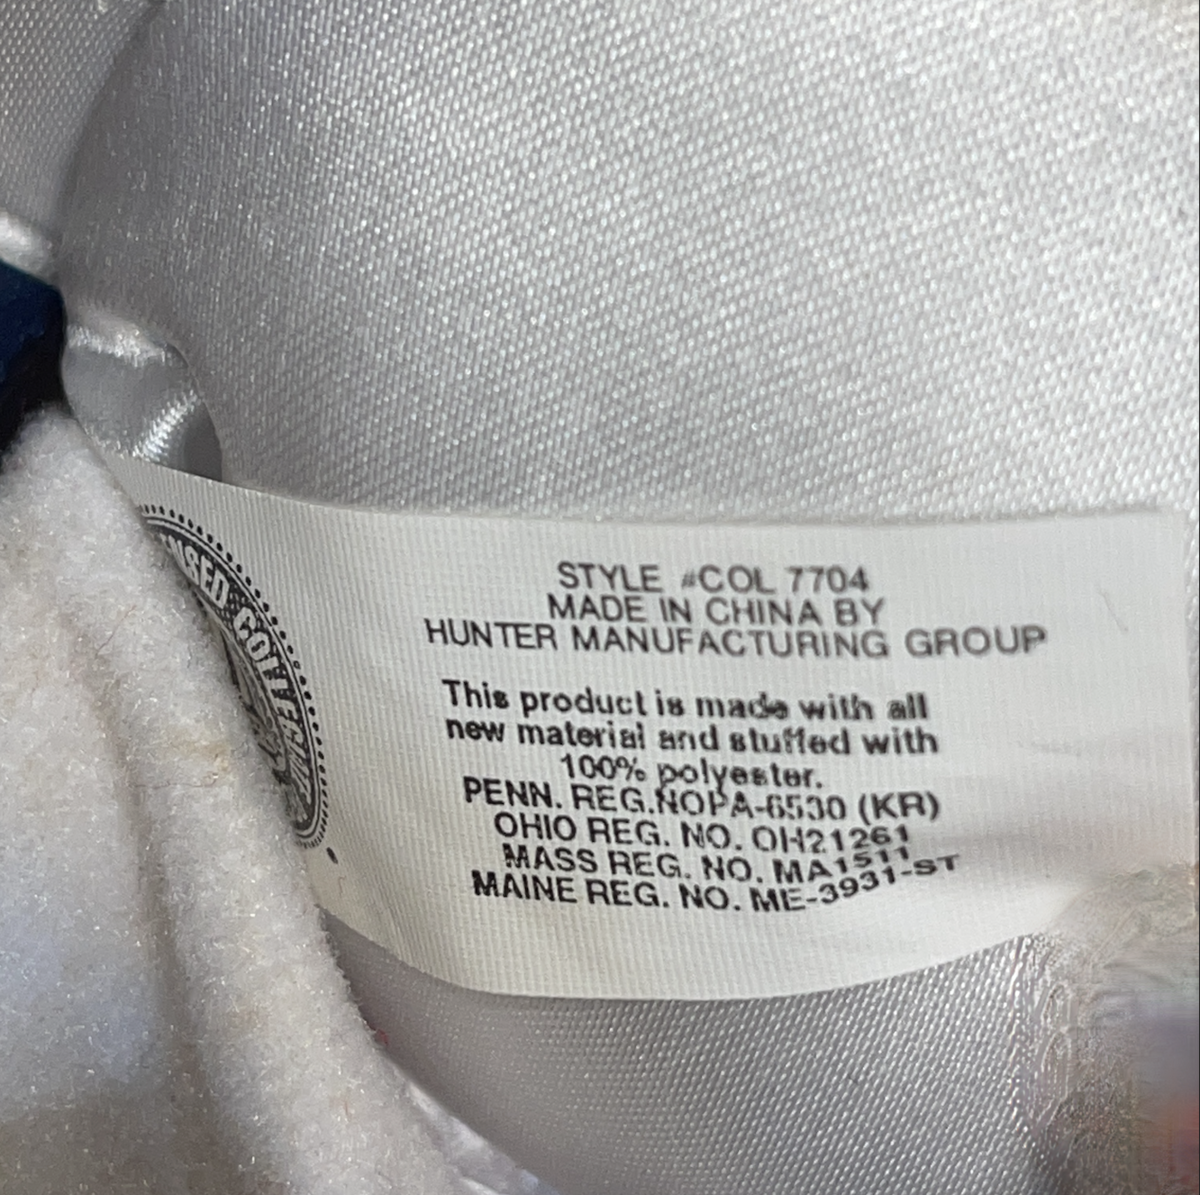 STYLE #COL 7704
MADE IN CHINA BY
HUNTER MANUFACTURING GROUP
This product is made with all
new material and stuffed with
100% polyester.
PENN. REG.NOPA-6530 (KR)
OHIO REG. NO. OH21261
MASS REG. NO. MA1511
MAINE REG. NO. ME-3931-ST